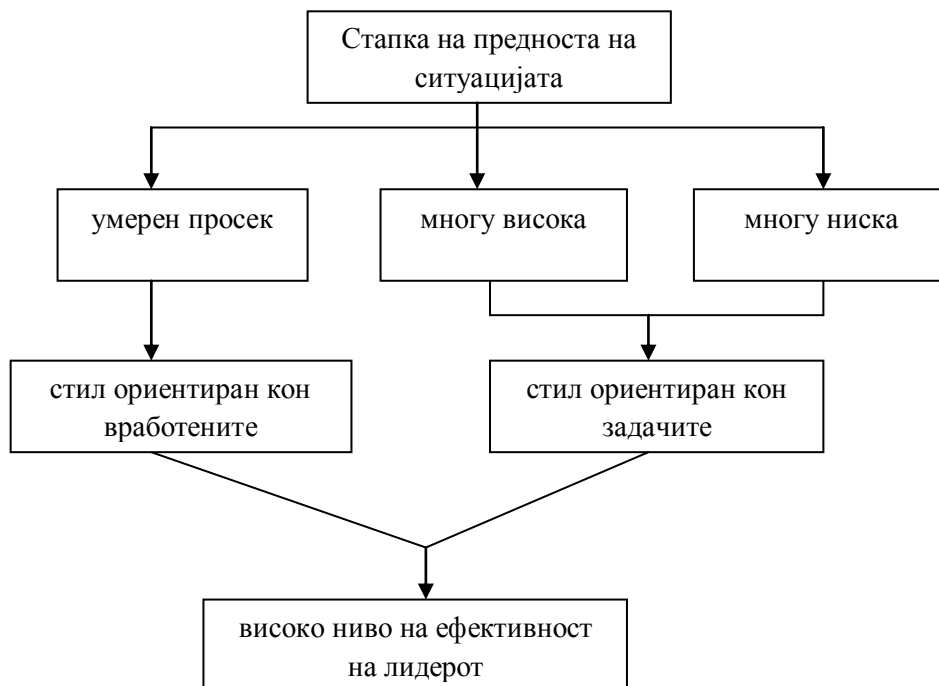 Стапка на предноста на
ситуацијата
умерен просек
многу висока
многу ниска
стил ориентиран кон
вработените
стил ориентиран кон
задачите
високо ниво на ефективност
на лидерот